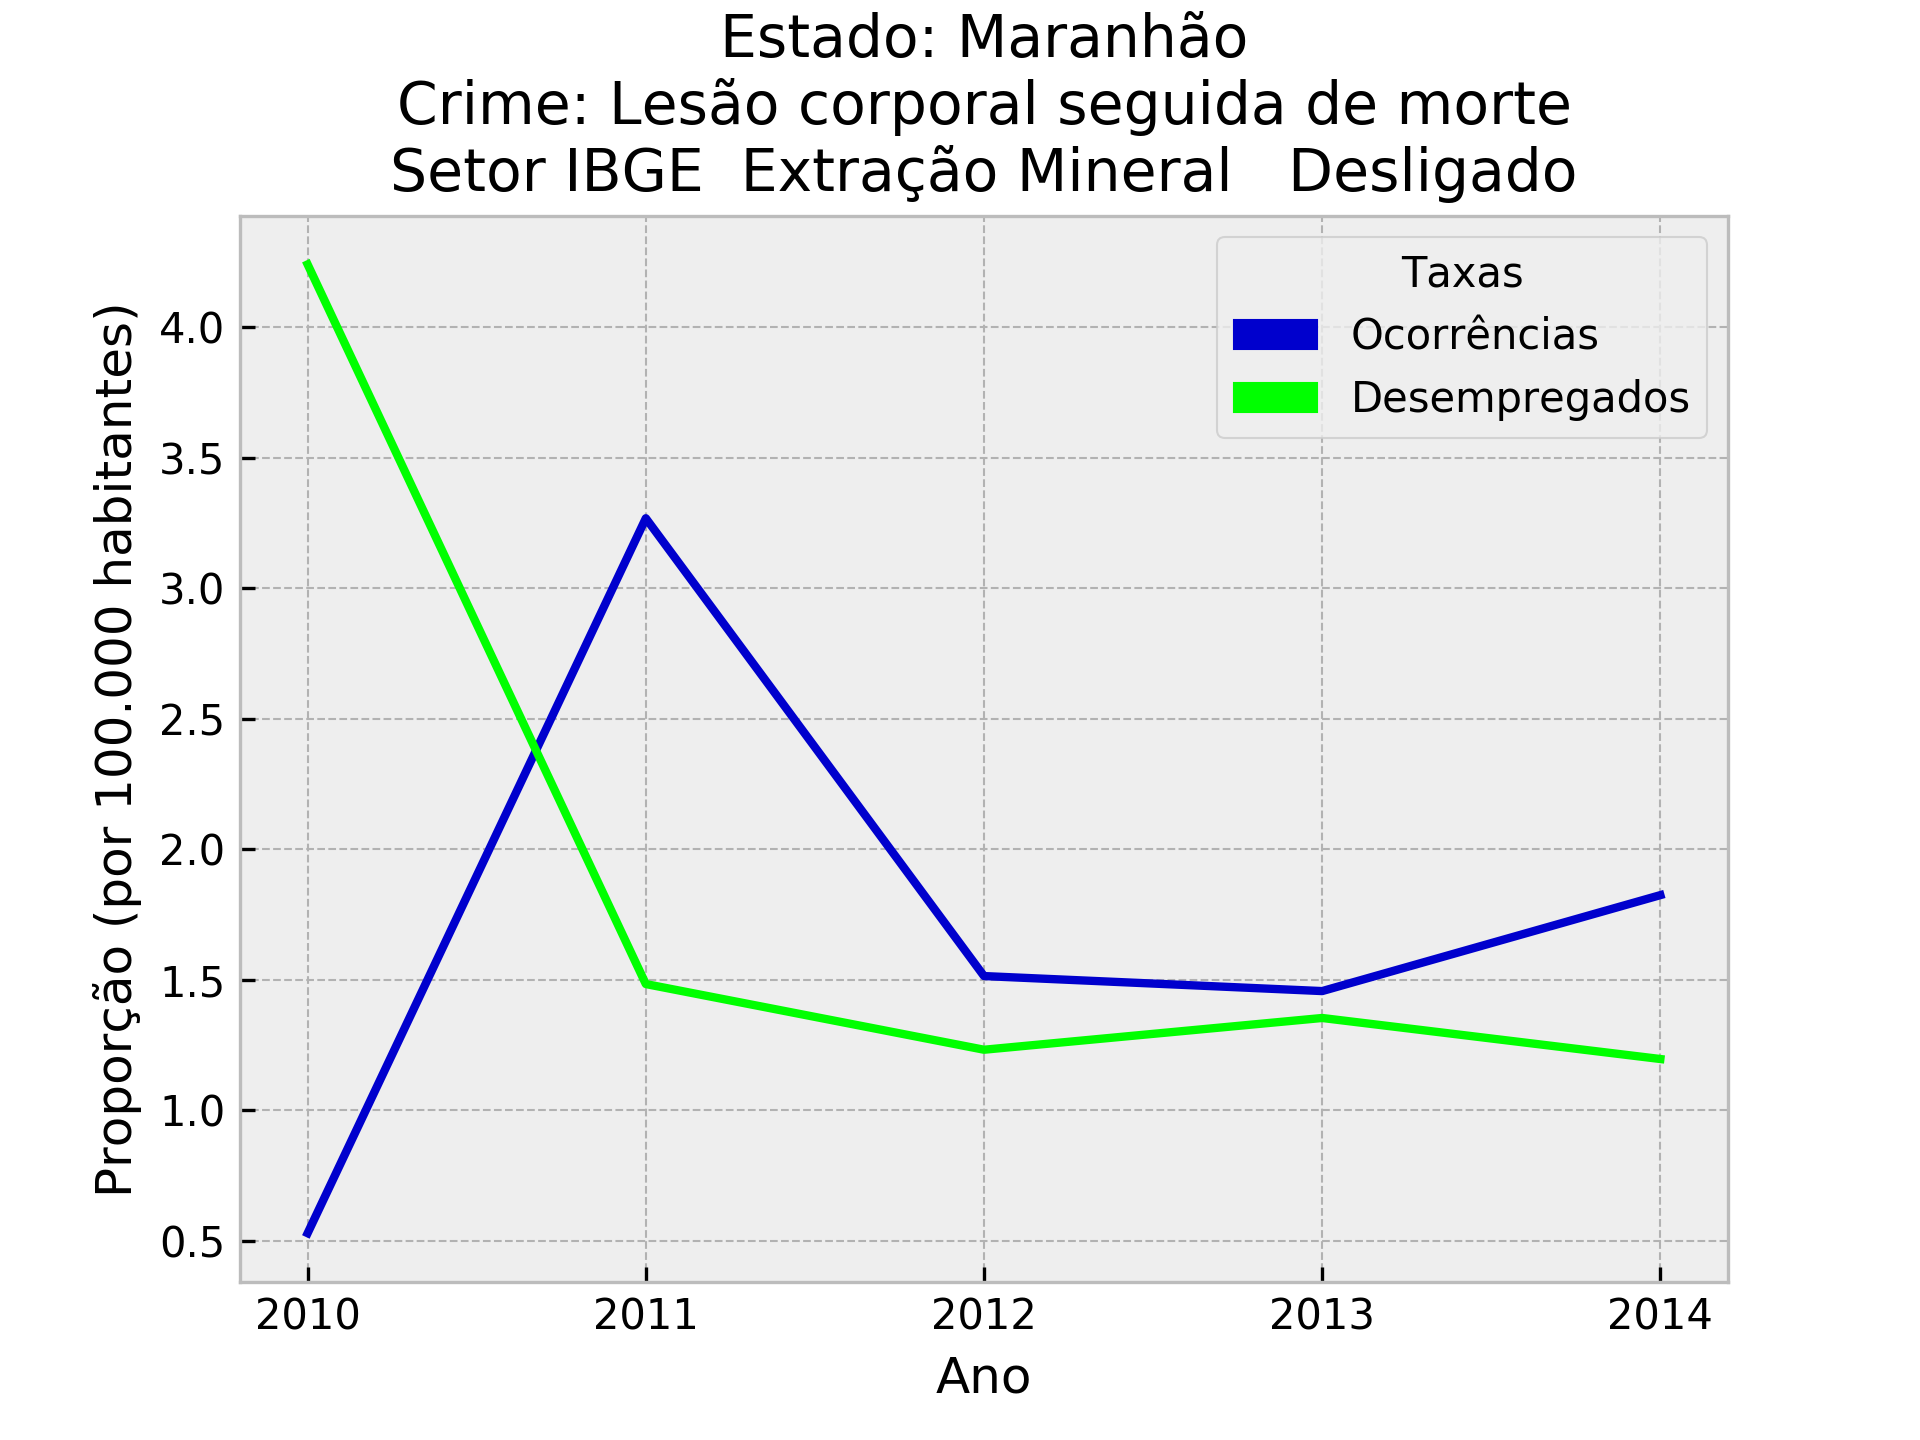 Estado: Maranhão
Crime: Lesão corporal seguida de morte
Setor IBGE  Extração Mineral   Desligado
Taxas
Ocorrências
Desempregados
Proporção (por 100.000 habitantes)
4.0
3.5
3.0
2.5
2.0
1.5
1.0
0.5
2010 2011 2012 2013 2014
Ano